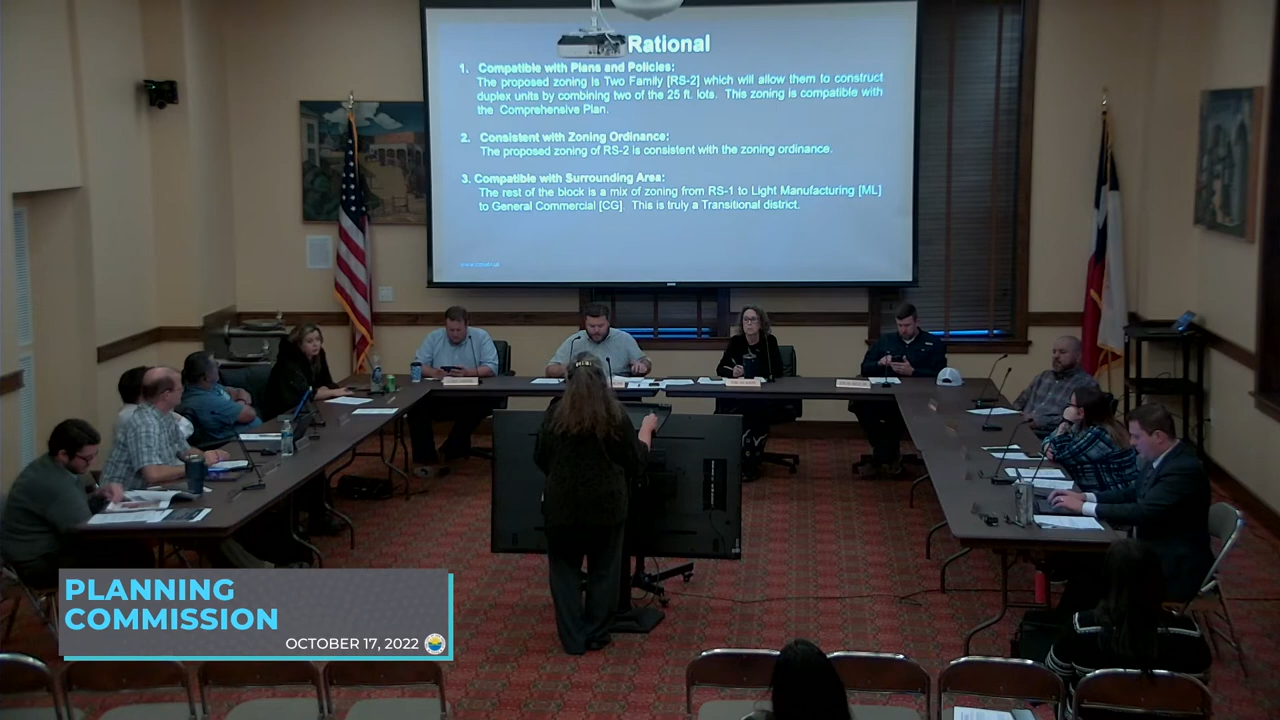 Rational
1. Compatible with Plans and Policies:
The proposed zoning is Two Family [RS-2] which will allow them to construct
duplex units by combining two of the 25 ft. lots. This zoning is compatible with
the Comprehensive Plan.
2. Consistent with Zoning Ordinance:
The proposed zoning of RS-2 is consistent with the zoning ordinance.
3. Compatible with Surrounding Area:
The rest of the block is a mix of zoning from RS-1 to Light Manufacturing [ML]
to General Commercial [CG]. This is truly a Transitional district.
PLANNING
COMMISSION
OCTOBER 17, 2022